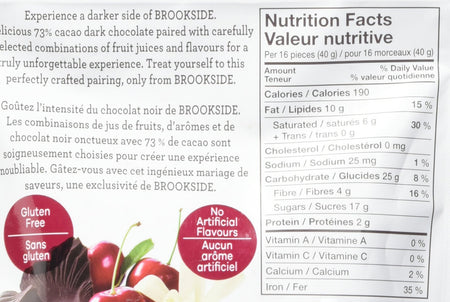 Experience a darker side of BROOKSIDE.
elicious 73% cacao dark chocolate paired with carefully
elected combinations of fruit juices and flavours for a
truly unforgettable experience. Treat yourself to this
perfectly crafted pairing, only from BROOKSIDE.
Goûtez l'intensité du chocolat noir de BROOKSIDE.
Les combinaisons de jus de fruits, d'arômes et de
chocolat noir onctueux avec 73 % de cacao sont
soigneusement choisies pour créer une expérience
noubliable. Gâtez-vous avec cet ingénieux mariage de
saveurs, une exclusivité de BROOKSIDE.
Gluten
Free
Sans
gluten
No
Artificial
Flavours
Aucun
arôme
artificiel
Nutrition Facts
Valeur nutritive
Per 16 pieces (40 g) / pour 16 morceaux (40 g)
Amount % Daily Value
Teneur % valeur quotidienne
Calories / Calories 190
Fat / Lipides 10 g 15 %
Saturated / saturés 6 g 30 %
+ Trans / trans 0 g
Cholesterol / Cholestérol 0 mg
Sodium / Sodium 25 mg 1 %
Carbohydrate / Glucides 25 g 8 %
Fibre / Fibres 4 g 16 %
Sugars / Sucres 17 g
Protein / Protéines 2 g
Vitamin A / Vitamine A 0 %
Vitamin C / Vitamine C 0 %
Calcium / Calcium 2 %
Iron / Fer 35 %